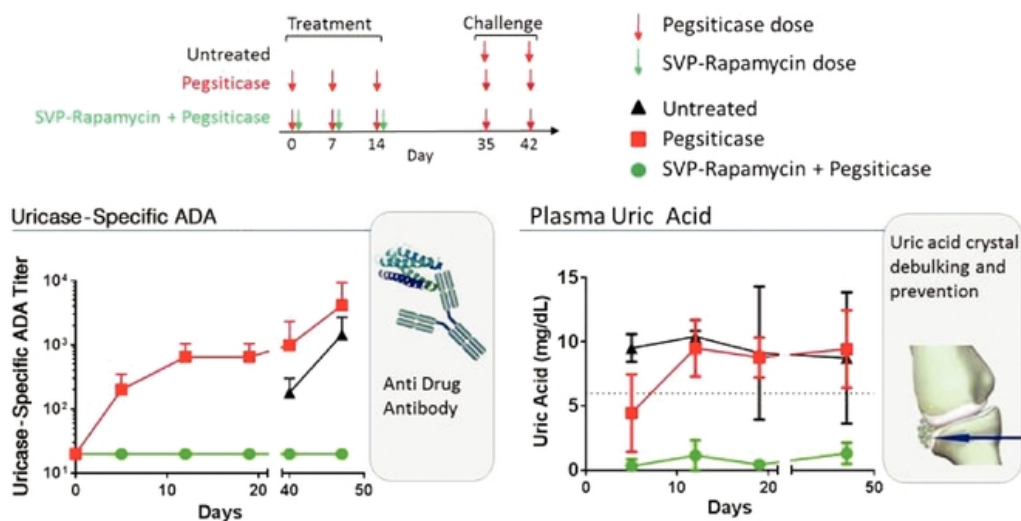 Treatment
Challenge
Untreated
Pegsiticase
SVP-Rapamycin + Pegsiticase
0 7 14 35 42
Day
Pegsiticase dose
SVP-Rapamycin dose
Untreated
Pegsiticase
SVP-Rapamycin + Pegsiticase
Uricase-Specific ADA
Uricase-Specific ADA Titer
10⁴
10³
10²
10¹
0 10 20 40 50
Days
Anti Drug
Antibody
Plasma Uric Acid
Uric Acid (mg/dL)
15
10
5
0
0 10 20 50
Days
Uric acid crystal
debulking and
prevention